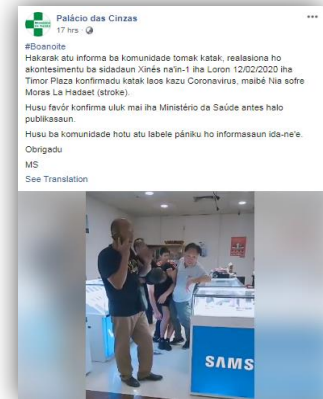 Palácio das Cinzas
17 hrs ·
#Boanoite
Hakarak atu informa ba komunidade tomak katak, realasiona ho
akontesimentu ba sidadaun Xinés na'in-1 iha Loron 12/02/2020 iha
Timor Plaza konfirmadu katak laos kazu Coronavirus, maibé Nia sofre
Moras La Hadaet (stroke).
Husu favór konfirma uluk mai iha Ministério da Saúde antes halo
publikasaun.
Husu ba komunidade hotu atu labele pániku ho informasaun ida-ne'e.
Obrigadu
MS
See Translation
SAMS